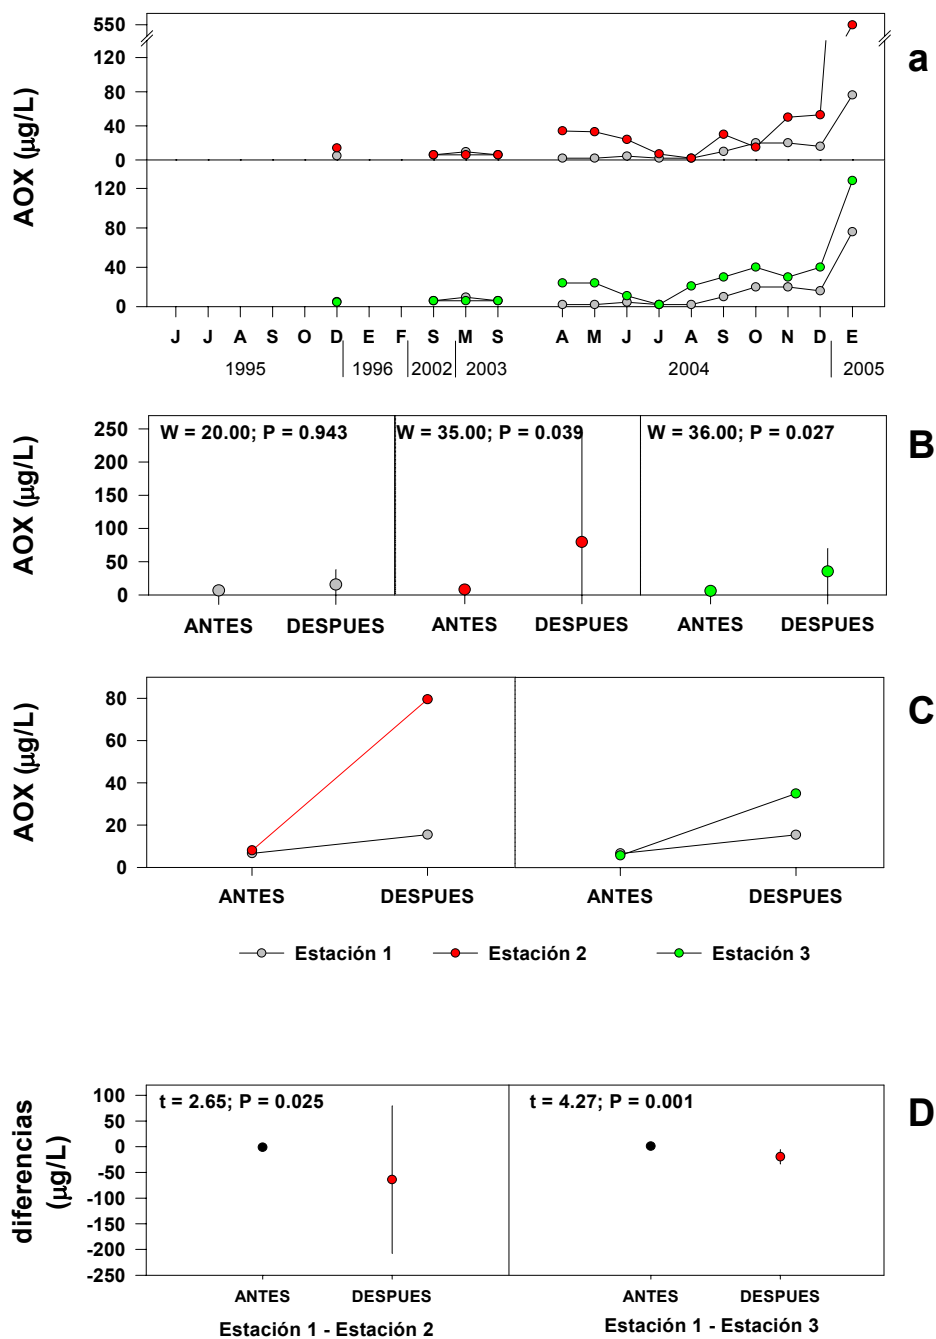 a
AOX (µg/L)
550
120
80
40
0
AOX (µg/L)
120
80
40
0
J J A S O D E F S M S A M J J A S O N D E
1995 1996 2002 2003 2004 2005
B
AOX (µg/L)
250
200
150
100
50
0
W = 20.00; P = 0.943 W = 35.00; P = 0.039 W = 36.00; P = 0.027
ANTES DESPUES ANTES DESPUES ANTES DESPUES
C
AOX (µg/L)
80
60
40
20
0
ANTES DESPUES ANTES DESPUES
Estación 1 Estación 2 Estación 3
D
diferencias
(µg/L)
100
50
0
-50
-100
-150
-200
-250
t = 2.65; P = 0.025 t = 4.27; P = 0.001
ANTES DESPUES ANTES DESPUES
Estación 1 - Estación 2 Estación 1 - Estación 3